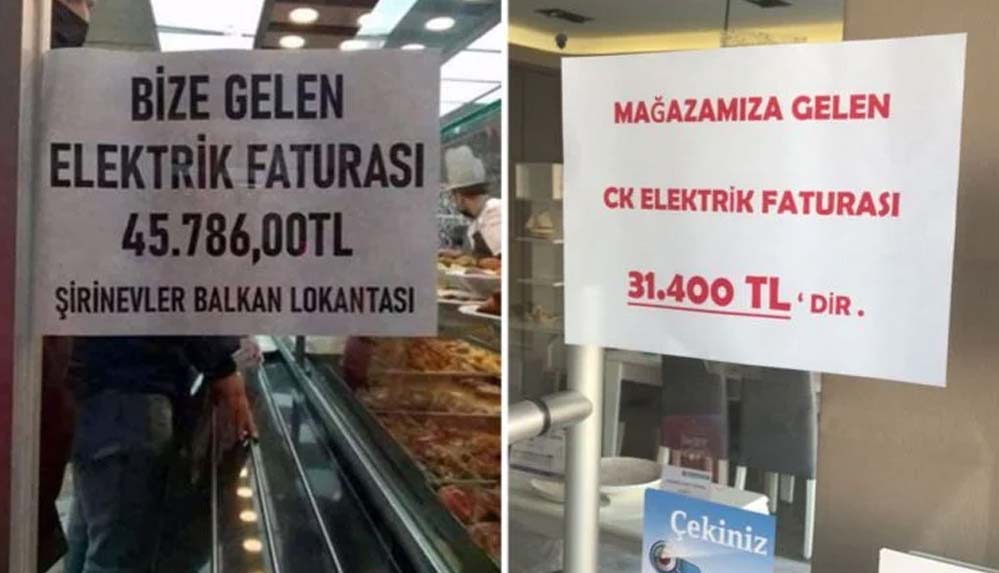 BİZE GELEN
ELEKTRİK FATURASI
45.786,00TL
ŞİRİNEVLER BALKAN LOKANTASI
MAĞAZAMIZA GELEN
CK ELEKTRİK FATURASI
31.400 TL ' DİR .
Çekiniz